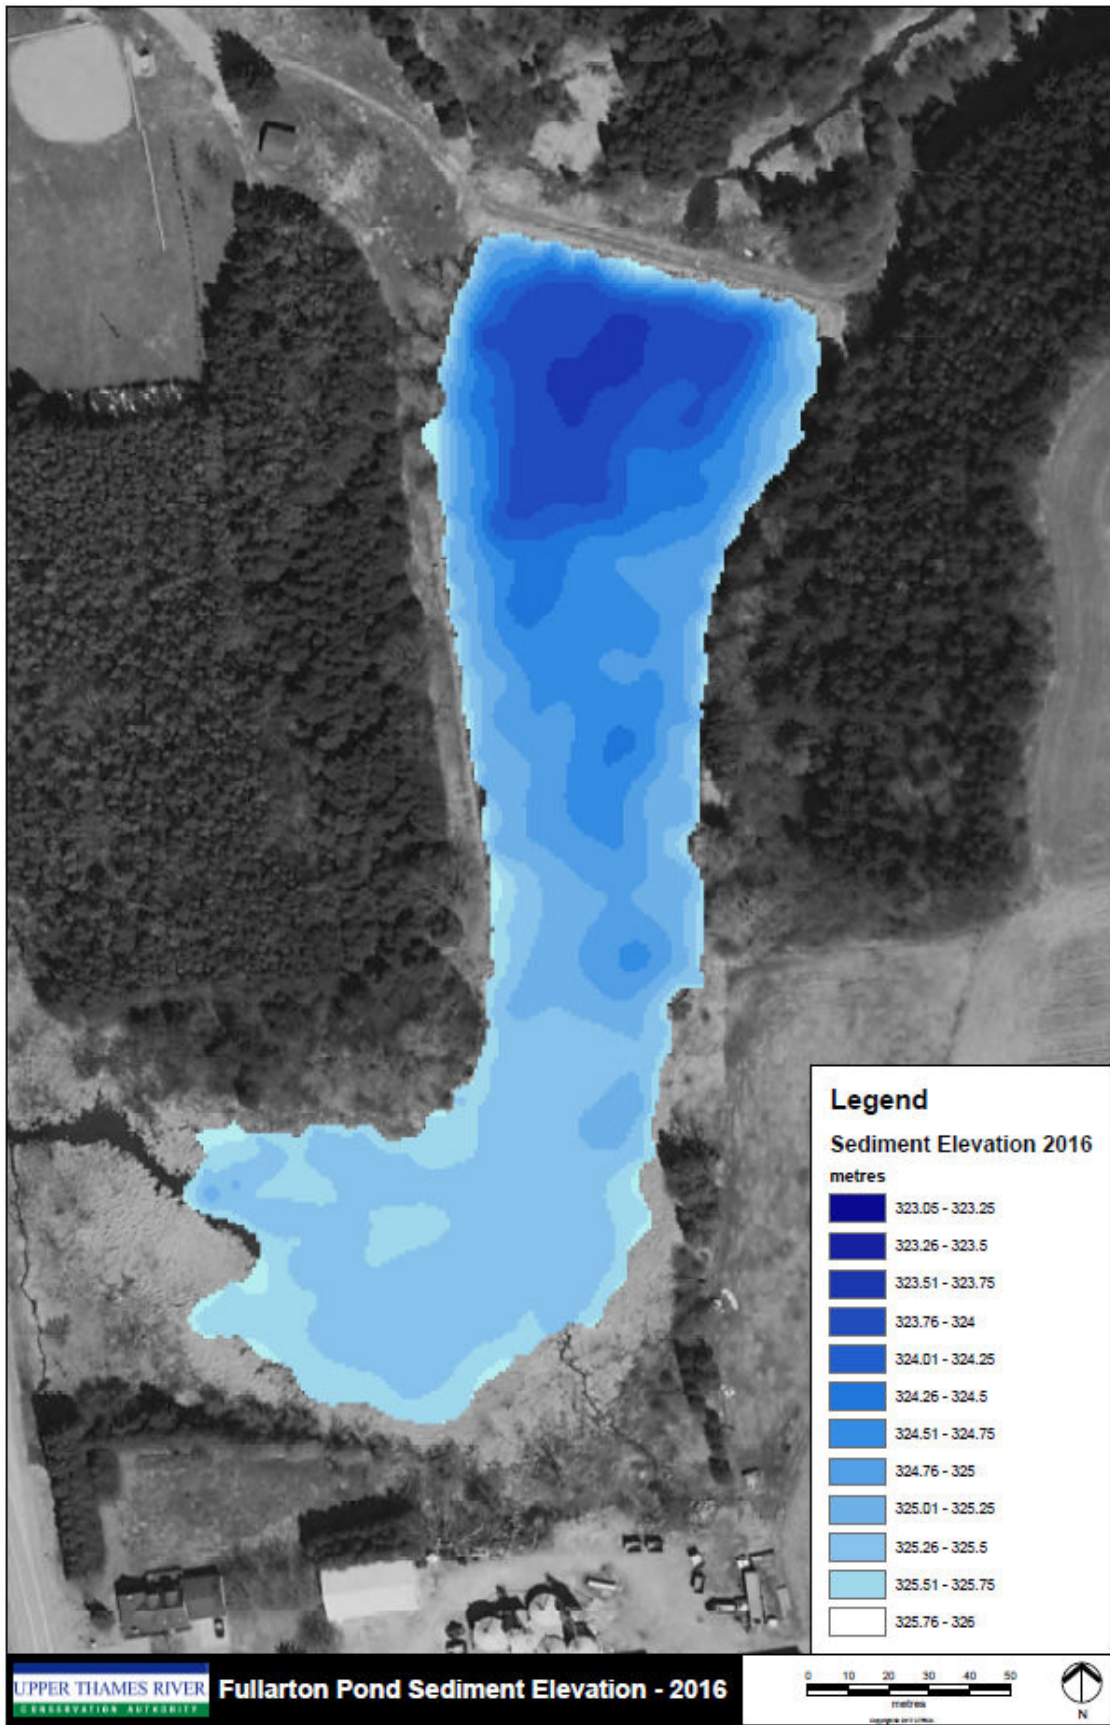 Legend
Sediment Elevation 2016
metres
323.05 - 323.25
323.26 - 323.5
323.51 - 323.75
323.76 - 324
324.01 - 324.25
324.26 - 324.5
324.51 - 324.75
324.76 - 325
325.01 - 325.25
325.26 - 325.5
325.51 - 325.75
325.76 - 326
UPPER THAMES RIVER
CONSERVATION AUTHORITY
Fullarton Pond Sediment Elevation - 2016
0 10 20 30 40 50
metres
N